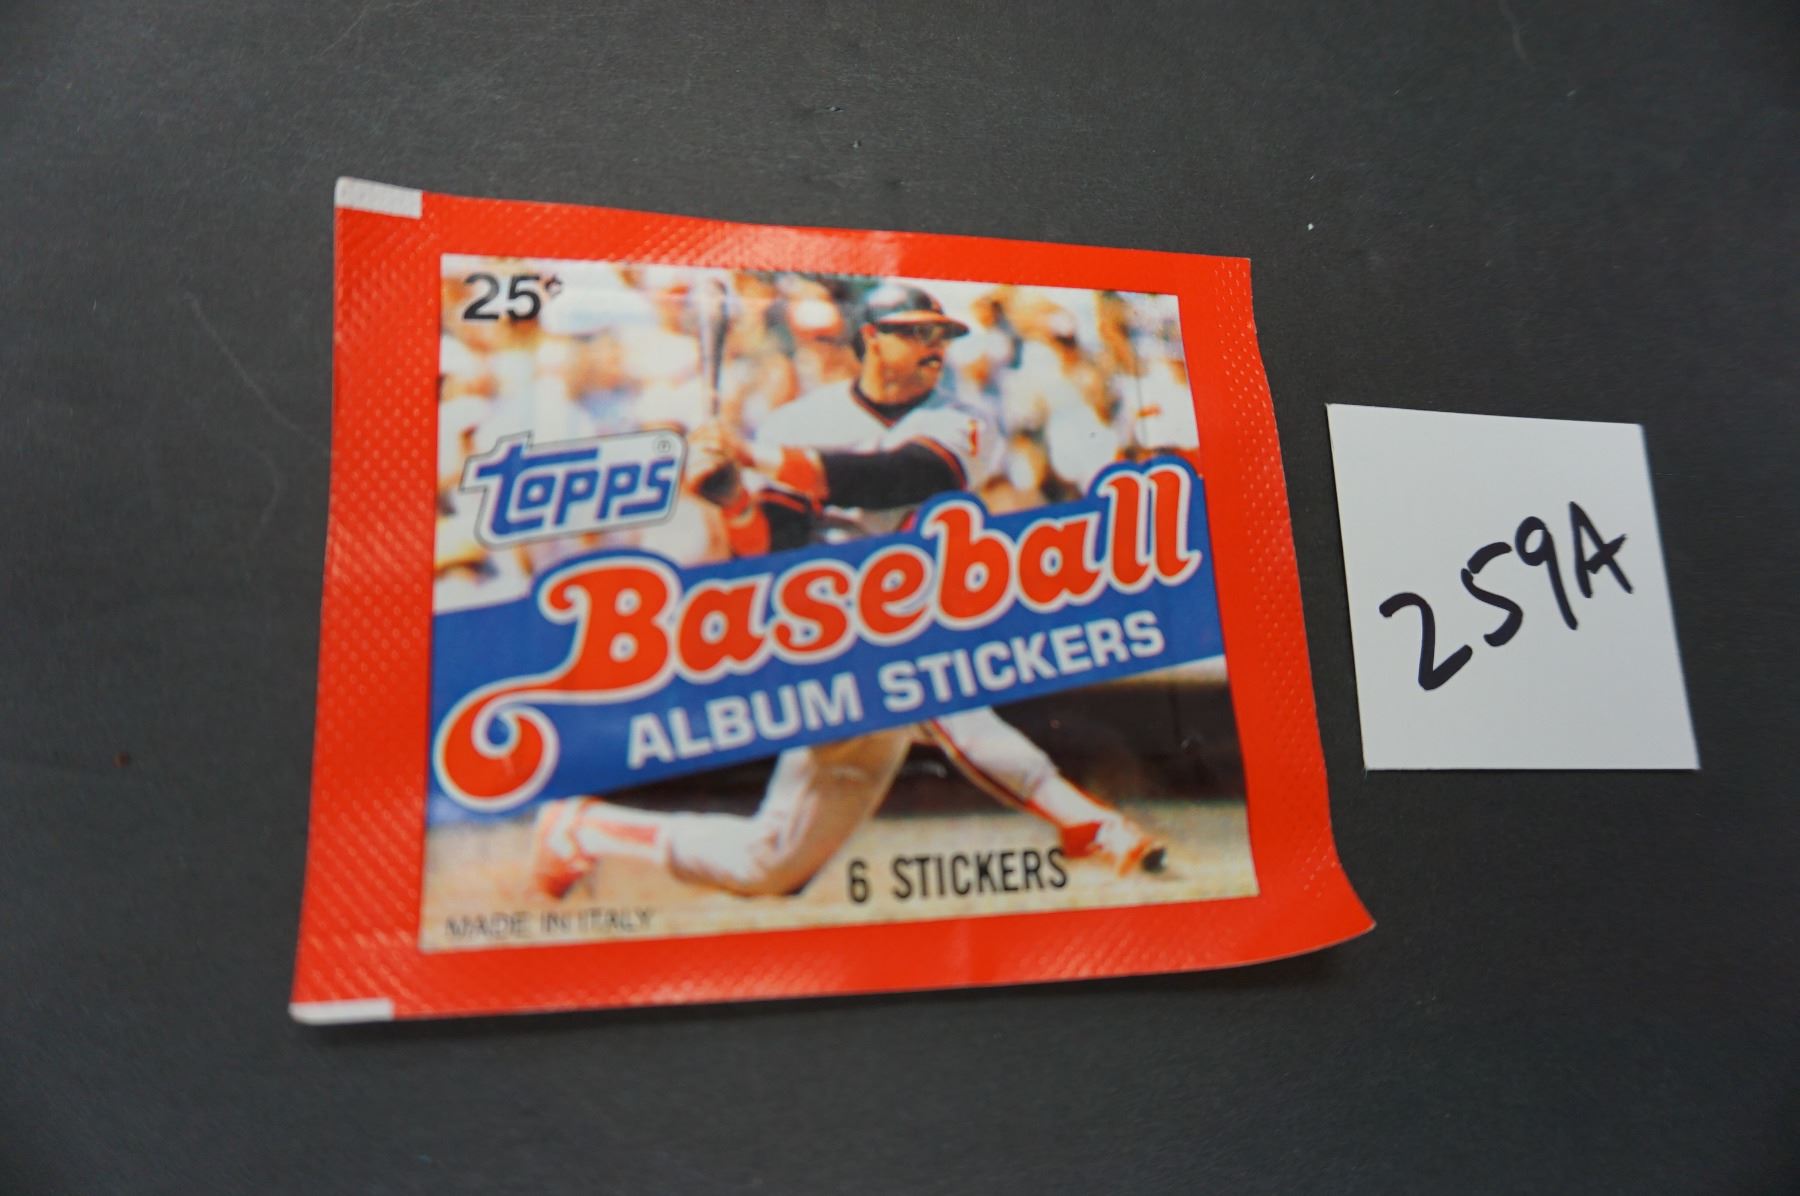 25¢
topps®
Baseball
ALBUM STICKERS
6 STICKERS
MADE IN ITALY
259A